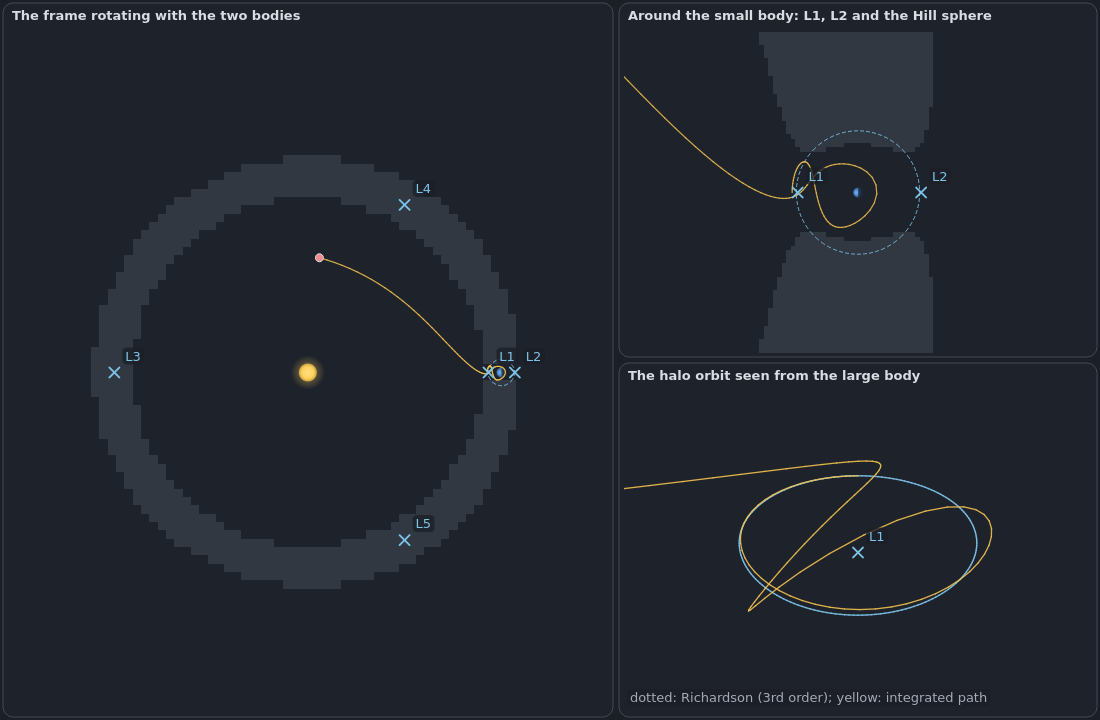 The frame rotating with the two bodies
L4
L3
L1
L2
L5
Around the small body: L1, L2 and the Hill sphere
L1
L2
The halo orbit seen from the large body
L1
dotted: Richardson (3rd order); yellow: integrated path